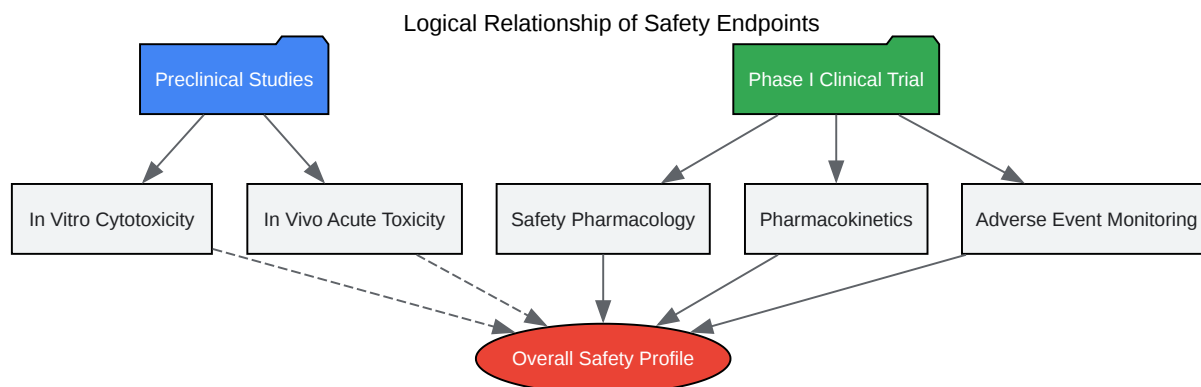 Logical Relationship of Safety Endpoints
Preclinical Studies
Phase I Clinical Trial
In Vitro Cytotoxicity
In Vivo Acute Toxicity
Safety Pharmacology
Pharmacokinetics
Adverse Event Monitoring
Overall Safety Profile